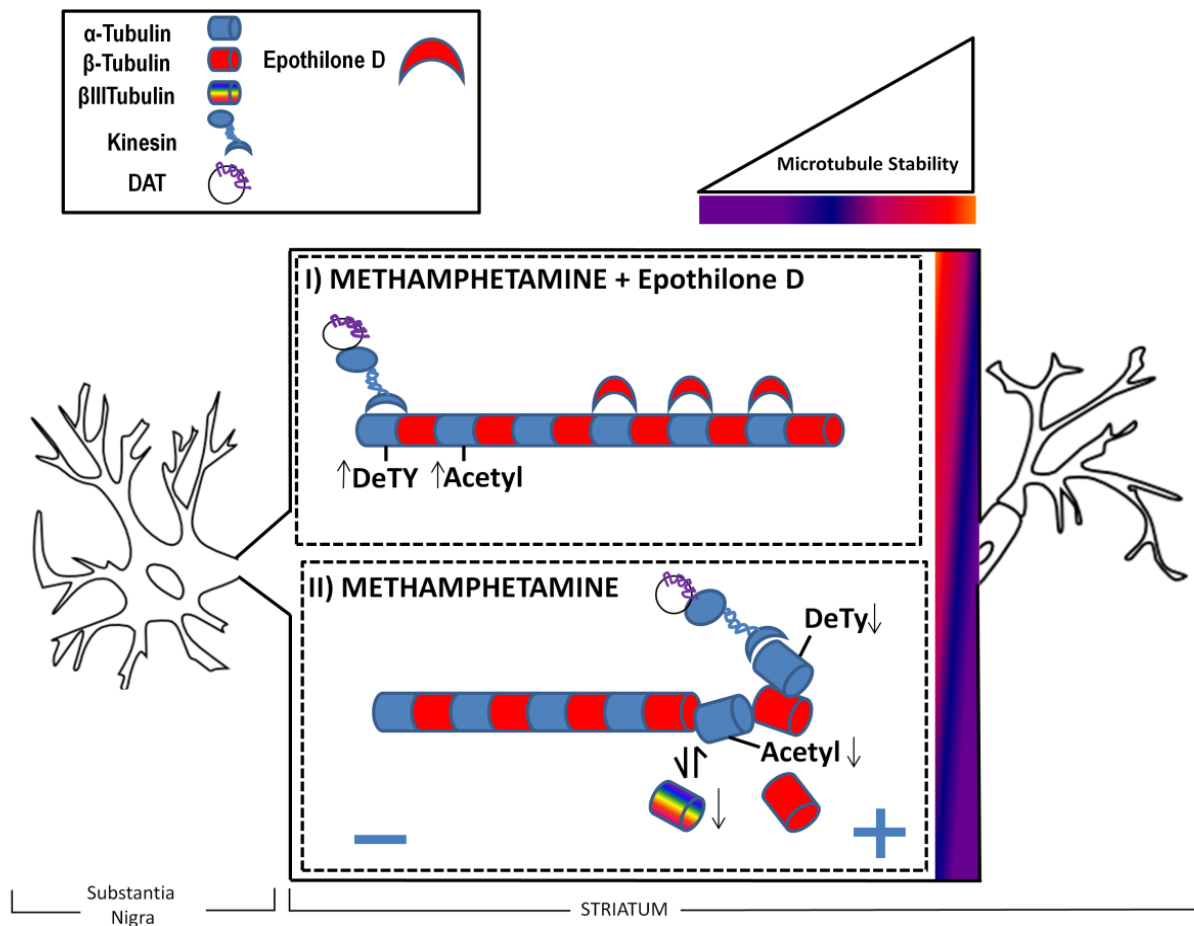 α-Tubulin
β-Tubulin
Epothilone D
βIIITubulin
Kinesin
DAT
Microtubule Stability
I) METHAMPHETAMINE + Epothilone D
↑DeTY ↑Acetyl
II) METHAMPHETAMINE
DeTy↓
Acetyl ↓
↓
− +
Substantia
Nigra
STRIATUM